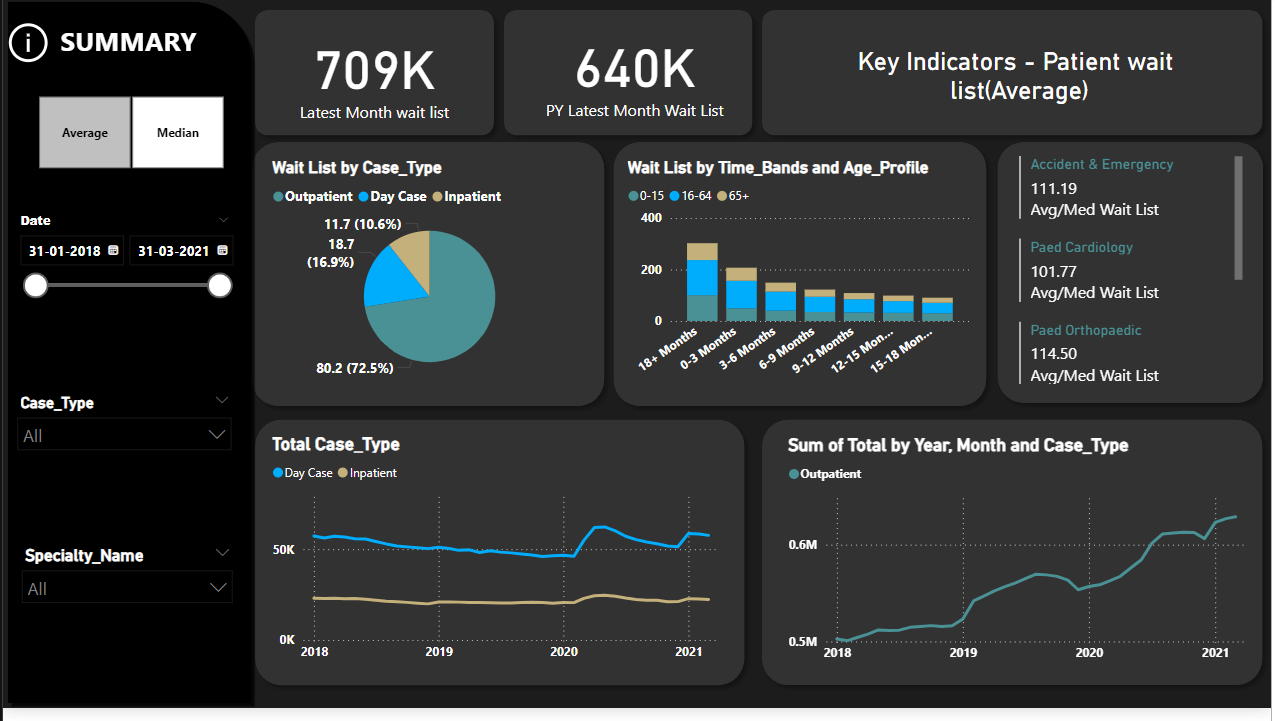 i
SUMMARY
Average
Median
Date
31-01-2018
31-03-2021
Case_Type
All
Specialty_Name
All
709K
Latest Month wait list
640K
PY Latest Month Wait List
Key Indicators - Patient wait
list(Average)
Wait List by Case_Type
Outpatient Day Case Inpatient
11.7 (10.6%)
18.7
(16.9%)
80.2 (72.5%)
Wait List by Time_Bands and Age_Profile
0-15 16-64 65+
400
200
0
18+ Months
0-3 Months
3-6 Months
6-9 Months
9-12 Months
12-15 Mon...
15-18 Mon...
Accident & Emergency
111.19
Avg/Med Wait List
Paed Cardiology
101.77
Avg/Med Wait List
Paed Orthopaedic
114.50
Avg/Med Wait List
Total Case_Type
Day Case Inpatient
50K
0K
2018 2019 2020 2021
Sum of Total by Year, Month and Case_Type
Outpatient
0.6M
0.5M
2018 2019 2020 2021